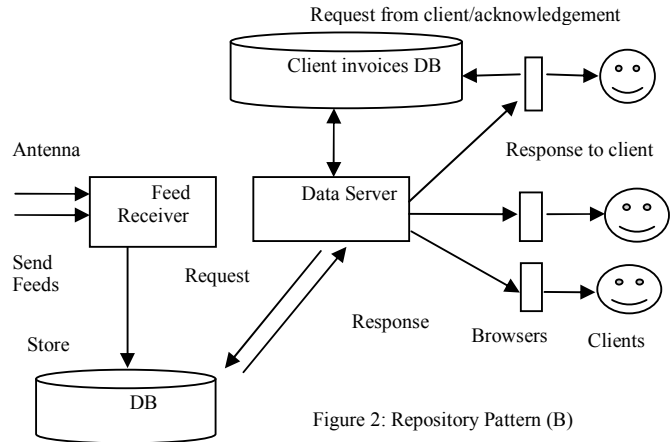 Request from client/acknowledgement
Client invoices DB
Antenna
Feed
Receiver
Data Server
Response to client
Send
Feeds
Request
Response
Browsers
Clients
Store
DB
Figure 2: Repository Pattern (B)